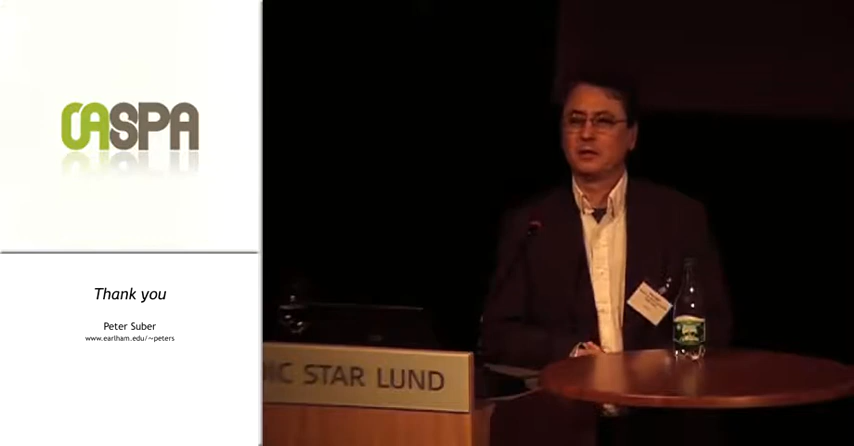 OASPA
Thank you
Peter Suber
www.earlham.edu/~peters
IC STAR LUND